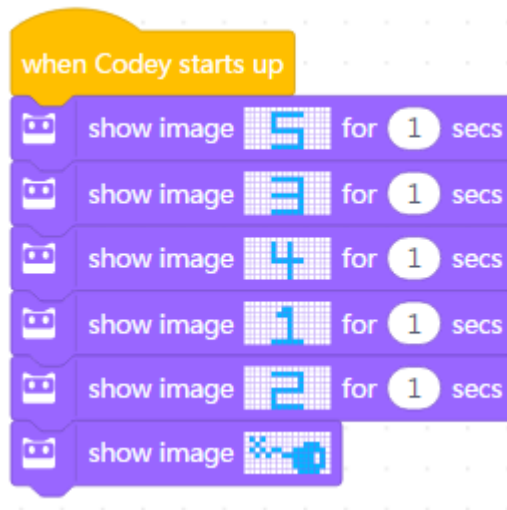 when Codey starts up
show image 5 for 1 secs
show image 3 for 1 secs
show image 4 for 1 secs
show image 1 for 1 secs
show image 2 for 1 secs
show image